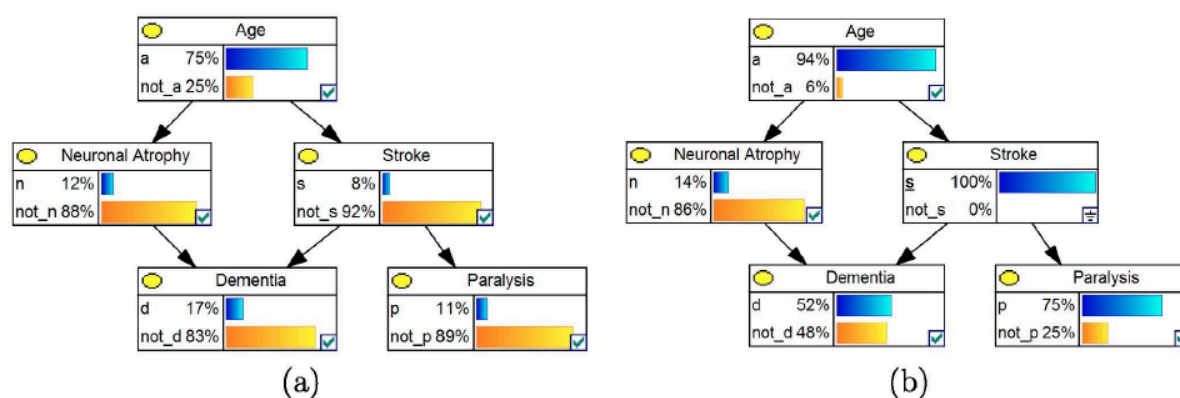 Age
a 75%
not_a 25%
Neuronal Atrophy
n 12%
not_n 88%
Stroke
s 8%
not_s 92%
Dementia
d 17%
not_d 83%
Paralysis
p 11%
not_p 89%
(a)
Age
a 94%
not_a 6%
Neuronal Atrophy
n 14%
not_n 86%
Stroke
s 100%
not_s 0%
Dementia
d 52%
not_d 48%
Paralysis
p 75%
not_p 25%
(b)